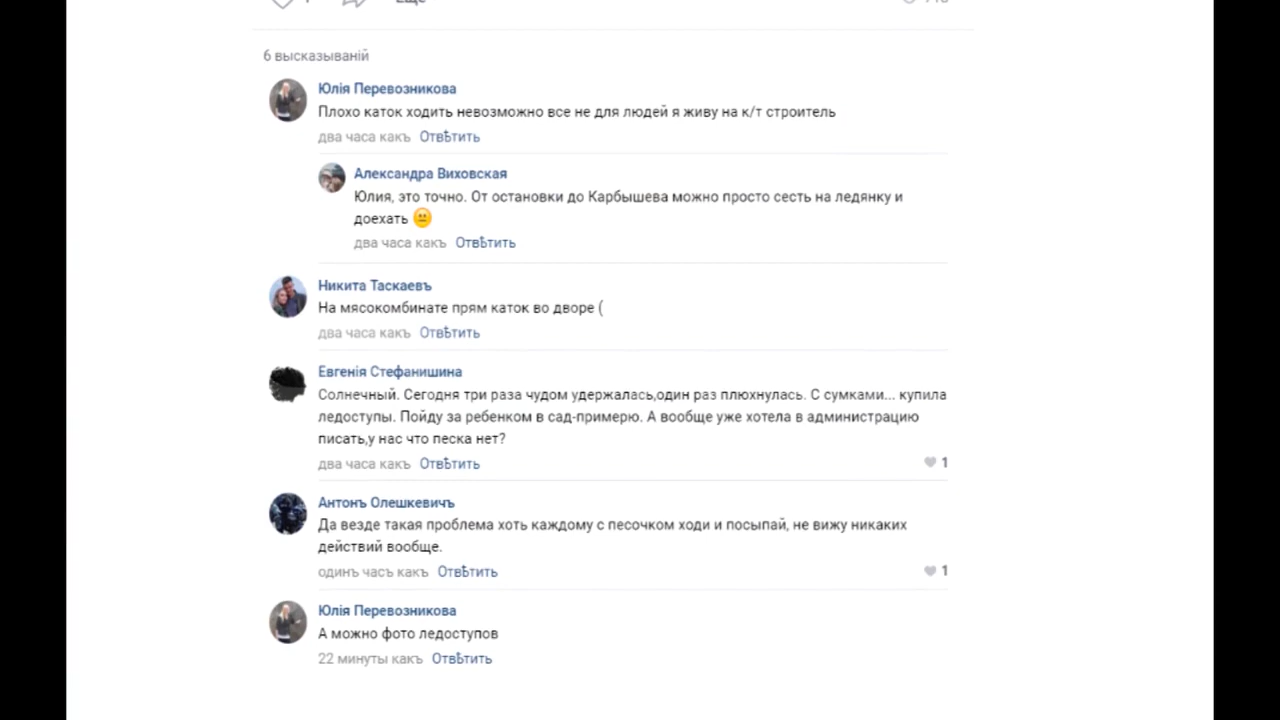 Ещё
6 высказыванiй
Юлiя Перевозникова
Плохо каток ходить невозможно все не для людей я живу на к/т строитель
два часа какъ Отвѣтить
Александра Виховская
Юлия, это точно. От остановки до Карбышева можно просто сесть на ледянку и
доехать 😐
два часа какъ Отвѣтить
Никита Таскаевъ
На мясокомбинате прям каток во дворе (
два часа какъ Отвѣтить
Евгенiя Стефанишина
Солнечный. Сегодня три раза чудом удержалась,один раз плюхнулась. С сумками... купила
ледоступы. Пойду за ребенком в сад-примерю. А вообще уже хотела в администрацию
писать,у нас что песка нет?
два часа какъ Отвѣтить 1
Антонъ Олешкевичъ
Да везде такая проблема хоть каждому с песочком ходи и посыпай, не вижу никаких
действий вообще.
одинъ часъ какъ Отвѣтить 1
Юлiя Перевозникова
А можно фото ледоступов
22 минуты какъ Отвѣтить